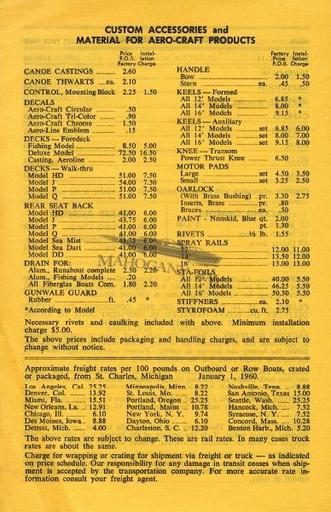 CUSTOM ACCESSORIES and
MATERIAL FOR AERO-CRAFT PRODUCTS
Price F.O.B. Instal-lation Charge
CANOE CASTINGS 2.60
CANOE THWARTS ea. 2.10
CONTROL, Mounting Block 2.25 1.50
DECALS
Aero-Craft Circular .50
Aero-Craft Tri-Color .90
Aero-Craft Chrome 1.50
Aero-Line Emblem .15
DECKS — Foredeck
Fishing Model 8.50 5.00
Deluxe Model 72.50 16.50
Casting, Aeroline 2.00 2.50
DECKS — Walk-thru
Model HD 51.00 7.50
Model J 54.00 7.50
Model P 51.00 7.50
Model Q 51.00 7.50
REAR SEAT BACK
Model HD 41.00 6.00
Model J 43.75 6.00
Model P 41.00 6.00
Model Q 41.00 6.00
Model Sea Mist 43.75 6.00
Model Sea Dart 41.00 6.00
Model DD 41.00 6.00
DRAIN FOR:
Alum., Runabout complete 2.50 2.20
Alum., Fishing Models .20
All Fiberglas Boats Com. 1.80 2.20
GUNWALE GUARD
Rubber ft. .45 *
*According to Model
Factory Price F.O.B. Instal-lation Charge
HANDLE
Bow 2.00 1.50
Stern ea. .45 .50
KEELS — Formed
All 12' Models 6.85 *
All 14' Models 8.00 *
All 16' Models 9.15 *
KEELS — Auxiliary
All 12' Models set 6.85 6.00
All 14' Models set 8.00 7.00
All 16' Models set 9.15 8.00
KNEE — Transom
Power Thrust Knee 6.50
MOTOR PADS
Large set 4.50 3.50
Small set 3.25 2.50
OARLOCK
(With Brass Bushing) pr. 3.30 2.75
Inserts, Brass pr. .80
Bruces ea. .50
PAINT - Nonskid, Blue qt. 2.20
pt. 1.30
RIVETS ½ lb. 1.55
SPRAY RAILS
12' 12.00 11.00
14' 13.50 12.00
16' 15.00 13.00
STA-FOILS
All 12' Models 40.00 5.50
All 14' Models 46.25 5.50
All 16' Models 50.50 5.50
STIFFNERS ea. 2.10 *
STYROFOAM cu. ft. 2.75
MAHOGANY
Necessary rivets and caulking included with above. Minimum installation
charge $5.00.
The above prices include packaging and handling charges, and are subject to
change without notice.
Approximate freight rates per 100 pounds on Outboard or Row Boats, crated
or packed, from St. Charles, Michigan January 1, 1960.
Los Angeles, Cal. 25.25 Minneapolis, Minn. 8.22 Nashville, Tenn. 8.88
Denver, Col. 13.92 St. Louis, Mo. 8.22 San Antonio, Texas 15.00
Miami, Fla. 15.51 Portland, Oregon 25.25 Seattle, Wash. 25.25
New Orleans, La. 12.91 Portland, Maine 10.78 Hancock, Mich. 7.52
Chicago, Ill. 6.10 New York, N. Y. 9.74 Syracuse, N. Y. 7.52
Des Moines, Iowa 8.88 Dayton, Ohio 6.10 Concord, Mass. 10.28
Detroit, Mich. 4.00 Charleston, S. C. 12.20 Benton Harb., Mich. 5.20
The above rates are subject to change. These are rail rates. In many cases truck
rates are about the same.
Charge for wrapping or crating for shipment via freight or truck — as indicated
on price schedule. Our responsibility for any damage in transit ceases when ship-
ment is accepted by the transportation company. For more accurate rate in-
formation consult your freight agent.